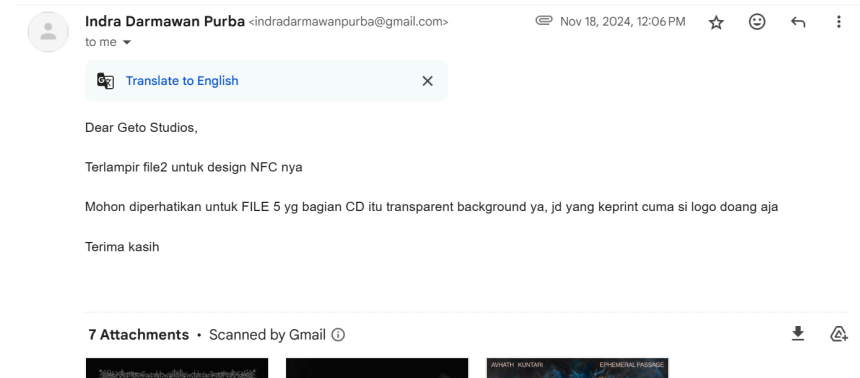 Indra Darmawan Purba <indradarmawanpurba@gmail.com> Nov 18, 2024, 12:06 PM
to me
Translate to English
Dear Geto Studios,
Terlampir file2 untuk design NFC nya
Mohon diperhatikan untuk FILE 5 yg bagian CD itu transparent background ya, jd yang keprint cuma si logo doang aja
Terima kasih
7 Attachments • Scanned by Gmail
AVHATH KUNTARI EPHEMERAL PASSAGE